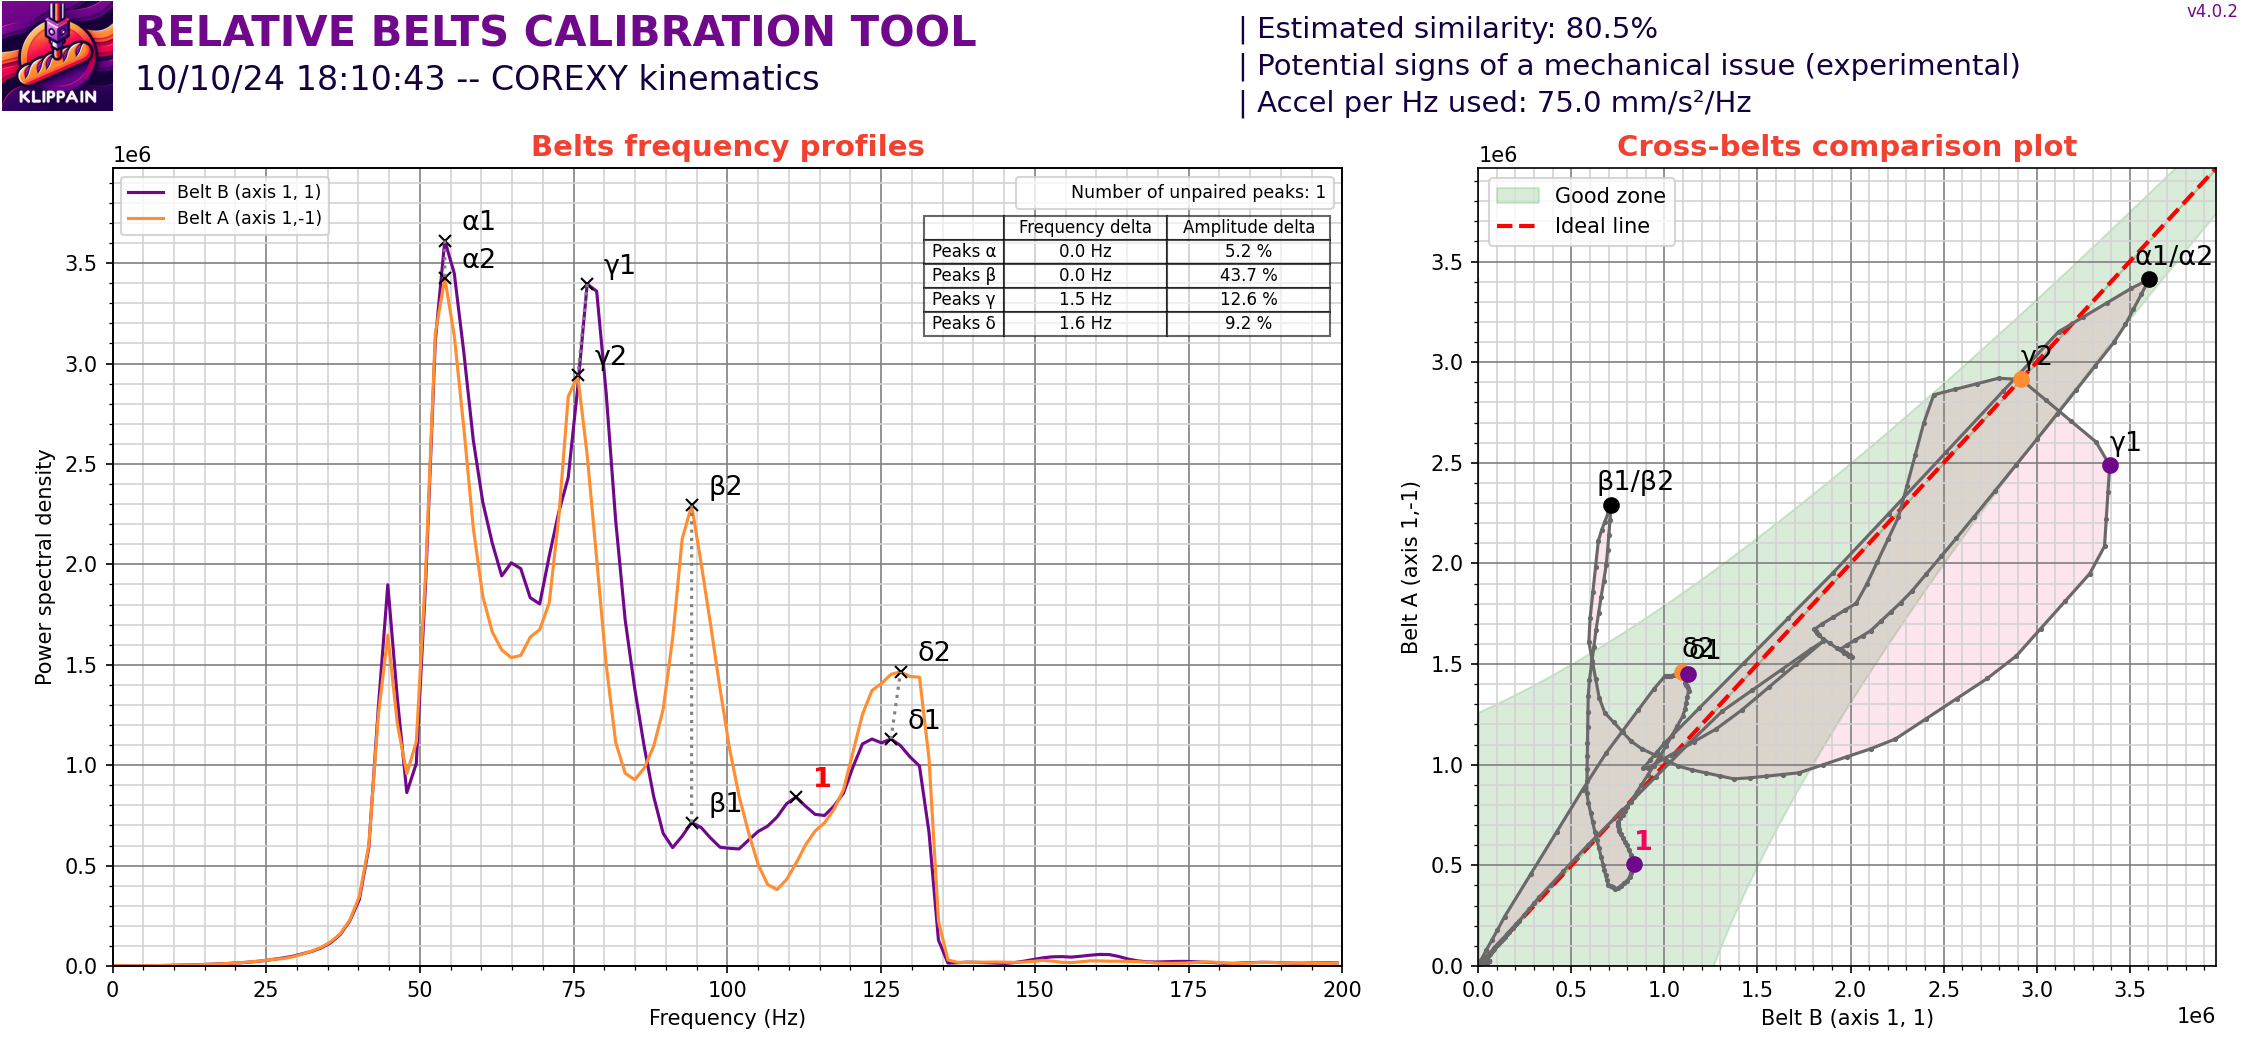 KLIPPAIN
RELATIVE BELTS CALIBRATION TOOL
10/10/24 18:10:43 -- COREXY kinematics
| Estimated similarity: 80.5%
| Potential signs of a mechanical issue (experimental)
| Accel per Hz used: 75.0 mm/s²/Hz
v4.0.2
Belts frequency profiles
1e6
Belt B (axis 1, 1)
Belt A (axis 1,-1)
Number of unpaired peaks: 1
Frequency delta Amplitude delta
Peaks α 0.0 Hz 5.2 %
Peaks β 0.0 Hz 43.7 %
Peaks γ 1.5 Hz 12.6 %
Peaks δ 1.6 Hz 9.2 %
α1
α2
γ1
γ2
β2
β1
1
δ2
δ1
Power spectral density
3.5
3.0
2.5
2.0
1.5
1.0
0.5
0.0
0 25 50 75 100 125 150 175 200
Frequency (Hz)
Cross-belts comparison plot
1e6
Good zone
Ideal line
α1/α2
γ2
γ1
β1/β2
δ2
δ1
1
Belt A (axis 1,-1)
3.5
3.0
2.5
2.0
1.5
1.0
0.5
0.0
0.0 0.5 1.0 1.5 2.0 2.5 3.0 3.5
Belt B (axis 1, 1)
1e6